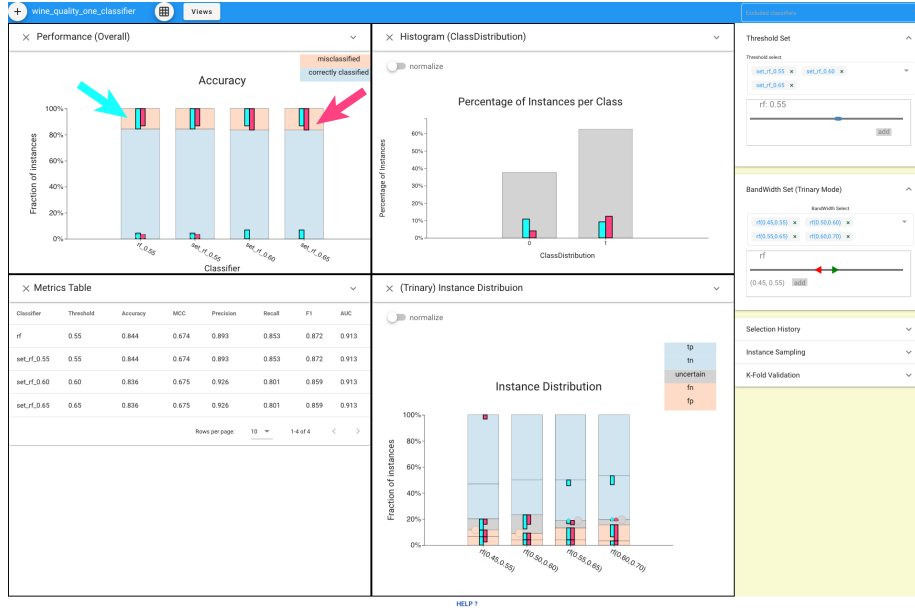 + wine_quality_one_classifier Views
Excluded classifiers
× Performance (Overall)
misclassified
correctly classified
Accuracy
100%
80%
60%
40%
20%
0%
Fraction of instances
rf_0.55
set_rf_0.55
set_rf_0.60
set_rf_0.65
Classifier
× Histogram (ClassDistribution)
normalize
Percentage of Instances per Class
60%
50%
40%
30%
20%
10%
0%
Percentage of Instances
0 1
ClassDistribution
Threshold Set
Threshold select
set_rf_0.55 × set_rf_0.60 ×
set_rf_0.65 ×
rf: 0.55
add
BandWidth Set (Trinary Mode)
BandWidth Select
rf(0.45,0.55) × rf(0.50,0.60) ×
rf(0.55,0.65) × rf(0.60,0.70) ×
rf
(0.45, 0.55) add
Selection History
Instance Sampling
K-Fold Validation
× Metrics Table
Classifier Threshold Accuracy MCC Precision Recall F1 AUC
rf 0.55 0.844 0.674 0.893 0.853 0.872 0.913
set_rf_0.55 0.55 0.844 0.674 0.893 0.853 0.872 0.913
set_rf_0.60 0.60 0.836 0.675 0.926 0.801 0.859 0.913
set_rf_0.65 0.65 0.836 0.675 0.926 0.801 0.859 0.913
Rows per page: 10 1-4 of 4
× (Trinary) Instance Distribuion
normalize
tp
tn
uncertain
fn
fp
Instance Distribution
100%
80%
60%
40%
20%
0%
Fraction of instances
rf(0.45,0.55)
rf(0.50,0.60)
rf(0.55,0.65)
rf(0.60,0.70)
HELP ?